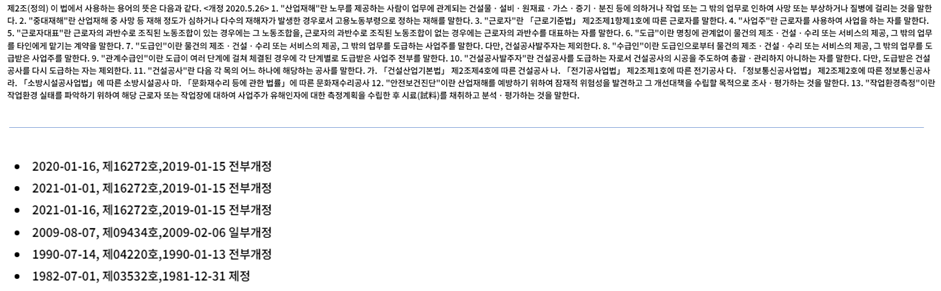 제2조(정의) 이 법에서 사용하는 용어의 뜻은 다음과 같다. <개정 2020.5.26> 1. "산업재해"란 노무를 제공하는 사람이 업무에 관계되는 건설물ㆍ설비ㆍ원재료ㆍ가스ㆍ증기ㆍ분진 등에 의하거나 작업 또는 그 밖의 업무로 인하여 사망 또는 부상하거나 질병에 걸리는 것을 말한
다. 2. "중대재해"란 산업재해 중 사망 등 재해 정도가 심하거나 다수의 재해자가 발생한 경우로서 고용노동부령으로 정하는 재해를 말한다. 3. "근로자"란 「근로기준법」 제2조제1항제1호에 따른 근로자를 말한다. 4. "사업주"란 근로자를 사용하여 사업을 하는 자를 말한다.
5. "근로자대표"란 근로자의 과반수로 조직된 노동조합이 있는 경우에는 그 노동조합을, 근로자의 과반수로 조직된 노동조합이 없는 경우에는 근로자의 과반수를 대표하는 자를 말한다. 6. "도급"이란 명칭에 관계없이 물건의 제조ㆍ건설ㆍ수리 또는 서비스의 제공, 그 밖의 업무
를 타인에게 맡기는 계약을 말한다. 7. "도급인"이란 물건의 제조ㆍ건설ㆍ수리 또는 서비스의 제공, 그 밖의 업무를 도급하는 사업주를 말한다. 다만, 건설공사발주자는 제외한다. 8. "수급인"이란 도급인으로부터 물건의 제조ㆍ건설ㆍ수리 또는 서비스의 제공, 그 밖의 업무를 도
급받은 사업주를 말한다. 9. "관계수급인"이란 도급이 여러 단계에 걸쳐 체결된 경우에 각 단계별로 도급받은 사업주 전부를 말한다. 10. "건설공사발주자"란 건설공사를 도급하는 자로서 건설공사의 시공을 주도하여 총괄ㆍ관리하지 아니하는 자를 말한다. 다만, 도급받은 건설
공사를 다시 도급하는 자는 제외한다. 11. "건설공사"란 다음 각 목의 어느 하나에 해당하는 공사를 말한다. 가. 「건설산업기본법」 제2조제4호에 따른 건설공사 나. 「전기공사업법」 제2조제1호에 따른 전기공사 다. 「정보통신공사업법」 제2조제2호에 따른 정보통신공사
라. 「소방시설공사업법」에 따른 소방시설공사 마. 「문화재수리 등에 관한 법률」에 따른 문화재수리공사 12. "안전보건진단"이란 산업재해를 예방하기 위하여 잠재적 위험성을 발견하고 그 개선대책을 수립할 목적으로 조사ㆍ평가하는 것을 말한다. 13. "작업환경측정"이란
작업환경 실태를 파악하기 위하여 해당 근로자 또는 작업장에 대하여 사업주가 유해인자에 대한 측정계획을 수립한 후 시료(試料)를 채취하고 분석ㆍ평가하는 것을 말한다.
• 2020-01-16, 제16272호,2019-01-15 전부개정
• 2021-01-01, 제16272호,2019-01-15 전부개정
• 2021-01-16, 제16272호,2019-01-15 전부개정
• 2009-08-07, 제09434호,2009-02-06 일부개정
• 1990-07-14, 제04220호,1990-01-13 전부개정
• 1982-07-01, 제03532호,1981-12-31 제정